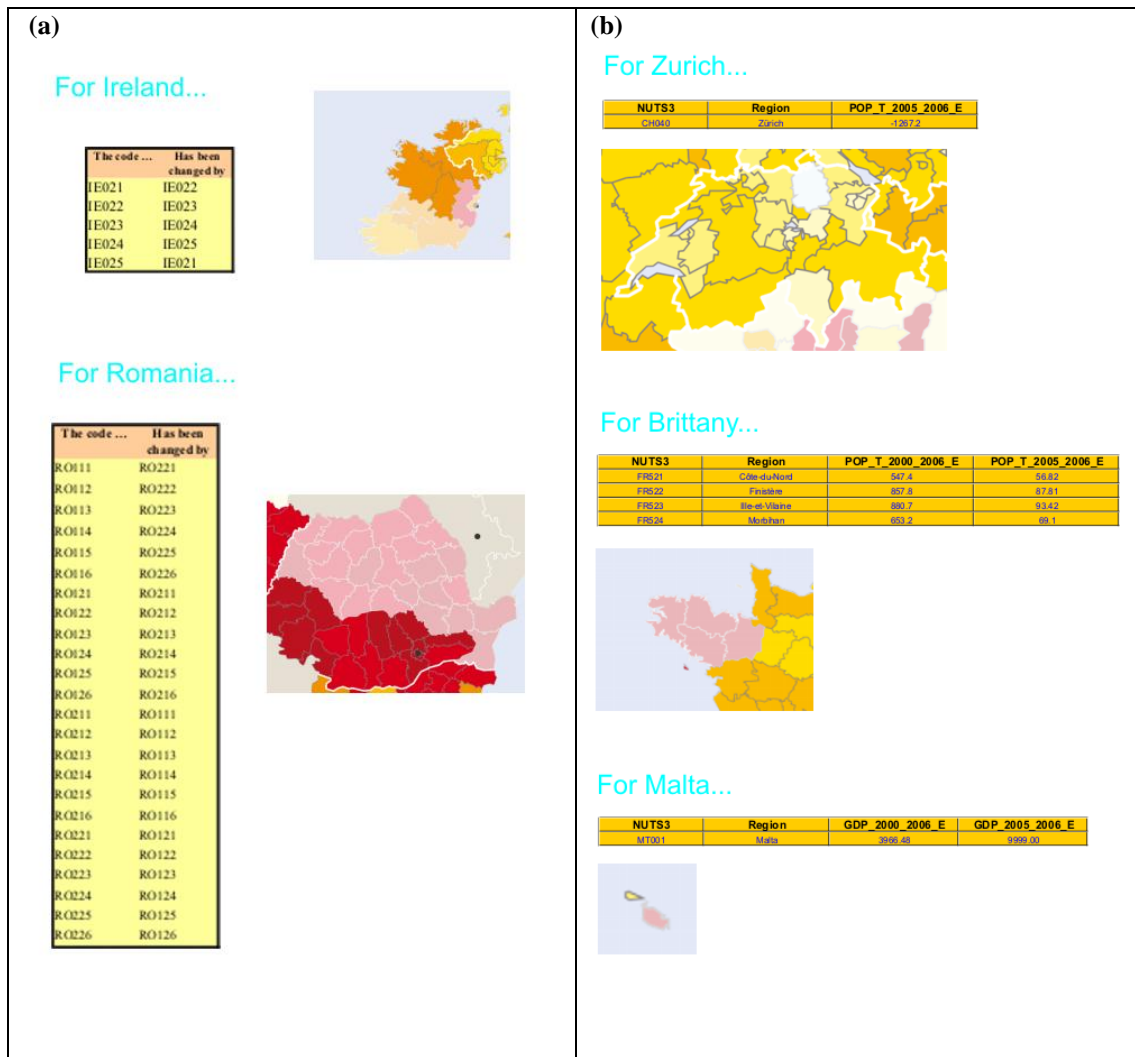 (a)
For Ireland...
The code ... Has been
changed by
IE021 IE022
IE022 IE023
IE023 IE024
IE024 IE025
IE025 IE021
For Romania...
The code ... Has been
changed by
RO111 RO221
RO112 RO222
RO113 RO223
RO114 RO224
RO115 RO225
RO116 RO226
RO121 RO211
RO122 RO212
RO123 RO213
RO124 RO214
RO125 RO215
RO126 RO216
RO211 RO111
RO212 RO112
RO213 RO113
RO214 RO114
RO215 RO115
RO216 RO116
RO221 RO121
RO222 RO122
RO223 RO123
RO224 RO124
RO225 RO125
RO226 RO126
(b)
For Zurich...
NUTS3 Region POP_T_2005_2006_E
CH040 Zürich -1267.2
For Brittany...
NUTS3 Region POP_T_2000_2006_E POP_T_2005_2006_E
FR521 Côte-du-Nord 547.4 56.82
FR522 Finistère 857.8 87.81
FR523 Ille-et-Vilaine 880.7 93.42
FR524 Morbihan 653.2 69.1
For Malta...
NUTS3 Region GDP_2000_2006_E GDP_2005_2006_E
MT001 Malta 3966.48 9999.00